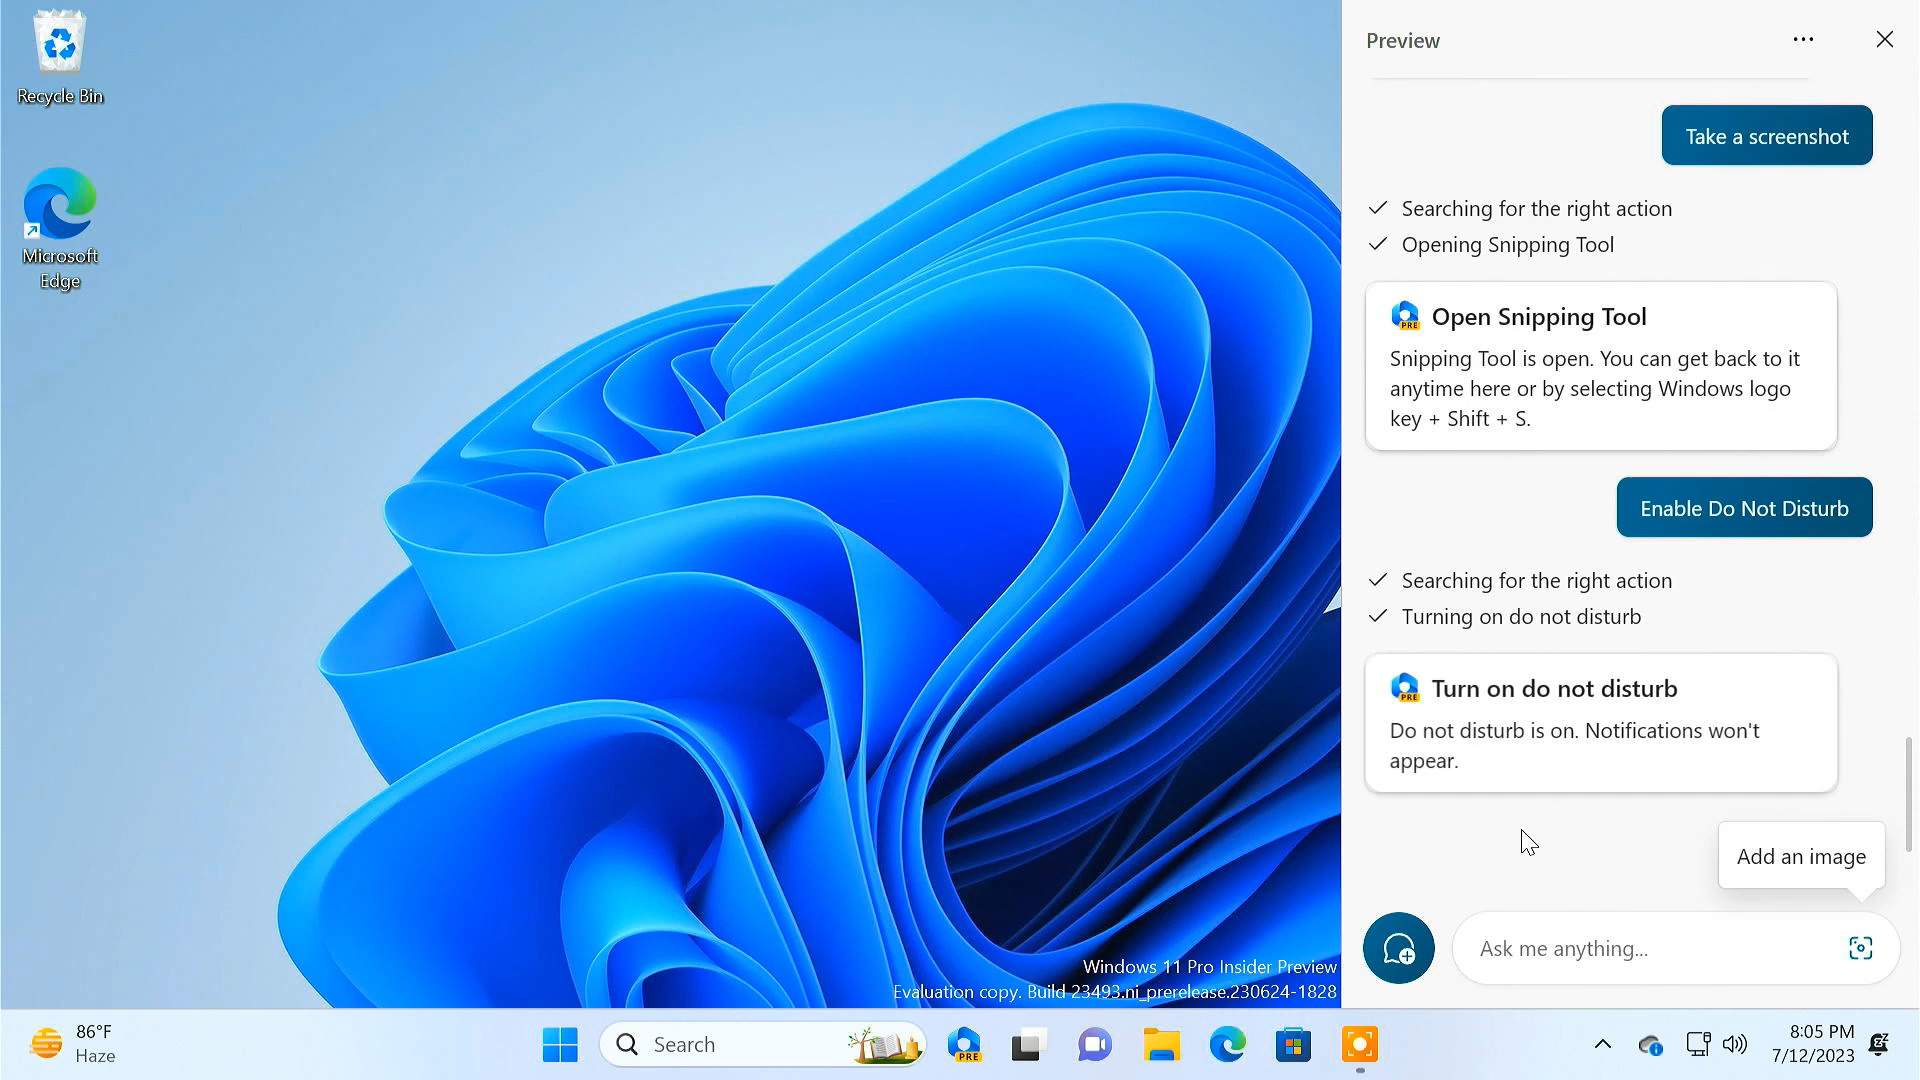 Recycle Bin
Microsoft
Edge
Preview
Take a screenshot
Searching for the right action
Opening Snipping Tool
PRE
Open Snipping Tool
Snipping Tool is open. You can get back to it
anytime here or by selecting Windows logo
key + Shift + S.
Enable Do Not Disturb
Searching for the right action
Turning on do not disturb
PRE
Turn on do not disturb
Do not disturb is on. Notifications won't
appear.
Add an image
Ask me anything...
Windows 11 Pro Insider Preview
Evaluation copy. Build 23493.ni_prerelease.230624-1828
86°F
Haze
Search
PRE
8:05 PM
7/12/2023